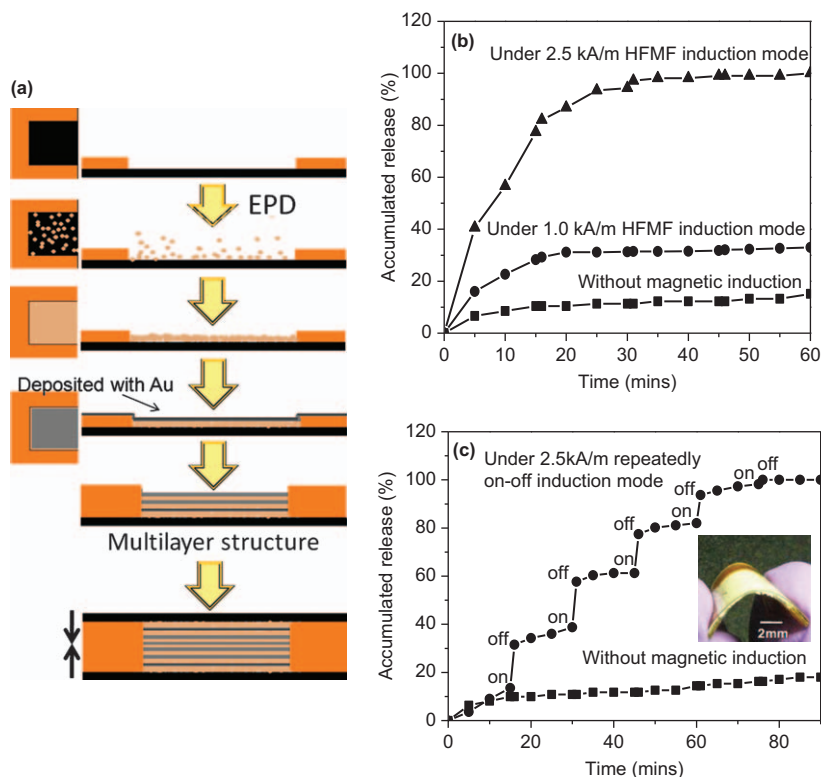 (a)
EPD
Deposited with Au
Multilayer structure
(b)
Under 2.5 kA/m HFMF induction mode
Under 1.0 kA/m HFMF induction mode
Without magnetic induction
Accumulated release (%)
100
80
60
40
20
0
0 10 20 30 40 50 60
Time (mins)
(c)
Under 2.5kA/m repeatedly
on-off induction mode
on
off
on
off
on
off
on
off
on
off
2mm
Without magnetic induction
Accumulated release (%)
100
80
60
40
20
0
0 20 40 60 80
Time (mins)